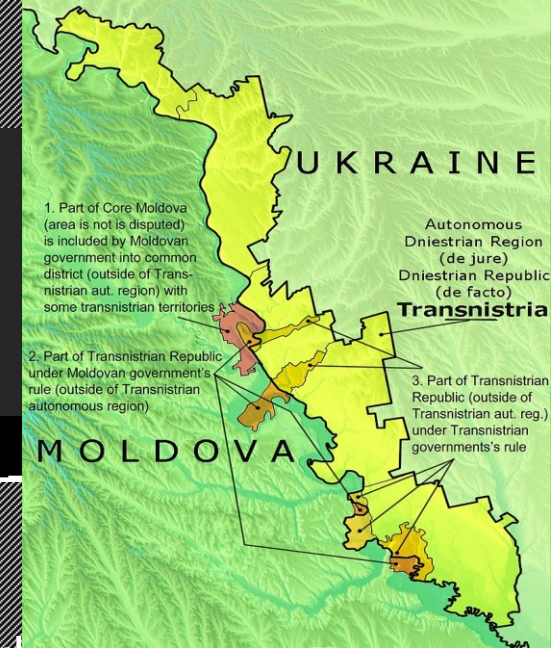 UKRAINE
1. Part of Core Moldova
(area is not is disputed)
is included by Moldovan
government into common
district (outside of Trans-
nistrian aut. region) with
some transnistrian territories
Autonomous
Dniestrian Region
(de jure)
Dniestrian Republic
(de facto)
Transnistria
2. Part of Transnistrian Republic
under Moldovan government's
rule (outside of Transnistrian
autonomous region)
3. Part of Transnistrian
Republic (outside of
Transnistrian aut. reg.)
under Transnistrian
governments's rule
MOLDOVA